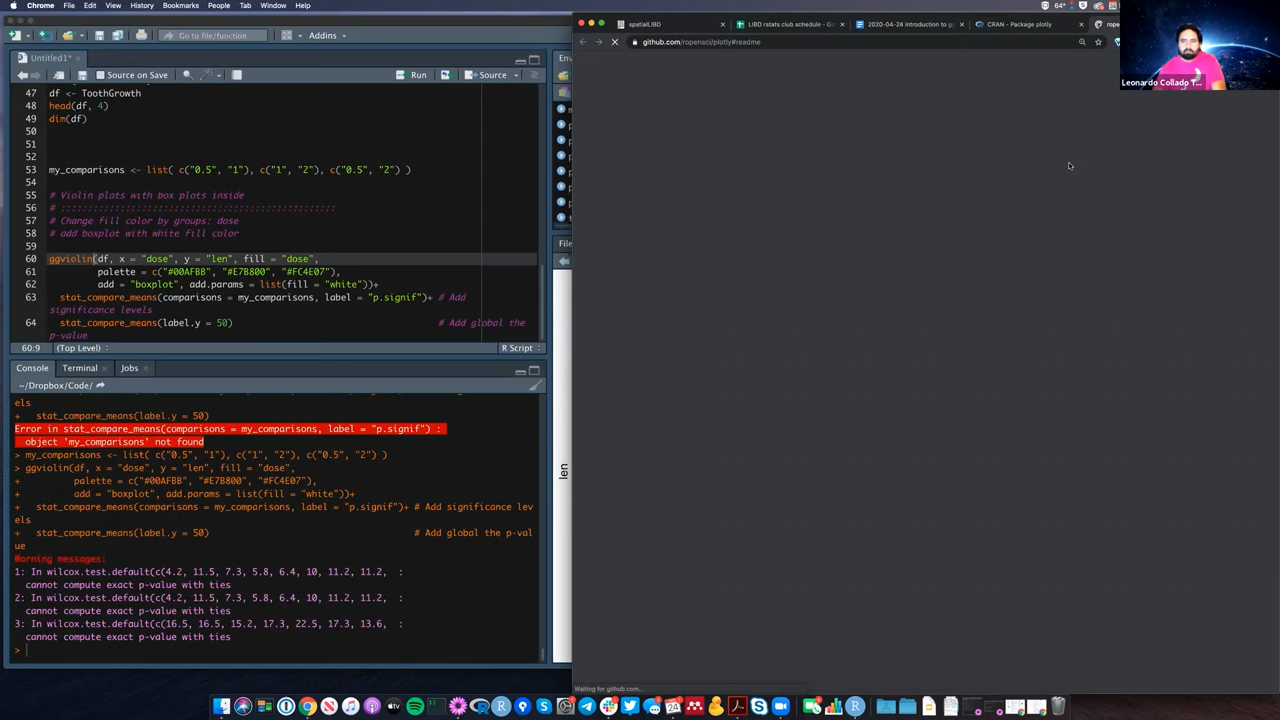 Chrome File Edit View History Bookmarks People Tab Window Help
64°
Go to file/function
Addins
Untitled1*
Source on Save
Run
Source
47 df <- ToothGrowth
48 head(df, 4)
49 dim(df)
50
51
52
53 my_comparisons <- list( c("0.5", "1"), c("1", "2"), c("0.5", "2") )
54
55 # Violin plots with box plots inside
56 # :::::::::::::::::::::::::::::::::::::::::::::::::::
57 # Change fill color by groups: dose
58 # add boxplot with white fill color
59
60 ggviolin(df, x = "dose", y = "len", fill = "dose",
61 palette = c("#00AFBB", "#E7B800", "#FC4E07"),
62 add = "boxplot", add.params = list(fill = "white"))+
63 stat_compare_means(comparisons = my_comparisons, label = "p.signif")+ # Add
significance levels
64 stat_compare_means(label.y = 50) # Add global the
p-value
60:9 (Top Level) R Script
Console Terminal Jobs
~/Dropbox/Code/
els
+ stat_compare_means(label.y = 50)
Error in stat_compare_means(comparisons = my_comparisons, label = "p.signif") :
object 'my_comparisons' not found
> my_comparisons <- list( c("0.5", "1"), c("1", "2"), c("0.5", "2") )
> ggviolin(df, x = "dose", y = "len", fill = "dose",
+ palette = c("#00AFBB", "#E7B800", "#FC4E07"),
+ add = "boxplot", add.params = list(fill = "white"))+
+ stat_compare_means(comparisons = my_comparisons, label = "p.signif")+ # Add significance lev
els
+ stat_compare_means(label.y = 50) # Add global the p-val
ue
Warning messages:
1: In wilcox.test.default(c(4.2, 11.5, 7.3, 5.8, 6.4, 10, 11.2, 11.2, :
cannot compute exact p-value with ties
2: In wilcox.test.default(c(4.2, 11.5, 7.3, 5.8, 6.4, 10, 11.2, 11.2, :
cannot compute exact p-value with ties
3: In wilcox.test.default(c(16.5, 16.5, 15.2, 17.3, 22.5, 17.3, 13.6, :
cannot compute exact p-value with ties
>
Env
File
len
spatialLIBD
LIBD rstats club schedule - Go
2020-04-24 introduction to g
CRAN - Package plotly
rope
github.com/ropensci/plotly#readme
Leonardo Collado T...
Waiting for github.com...
24